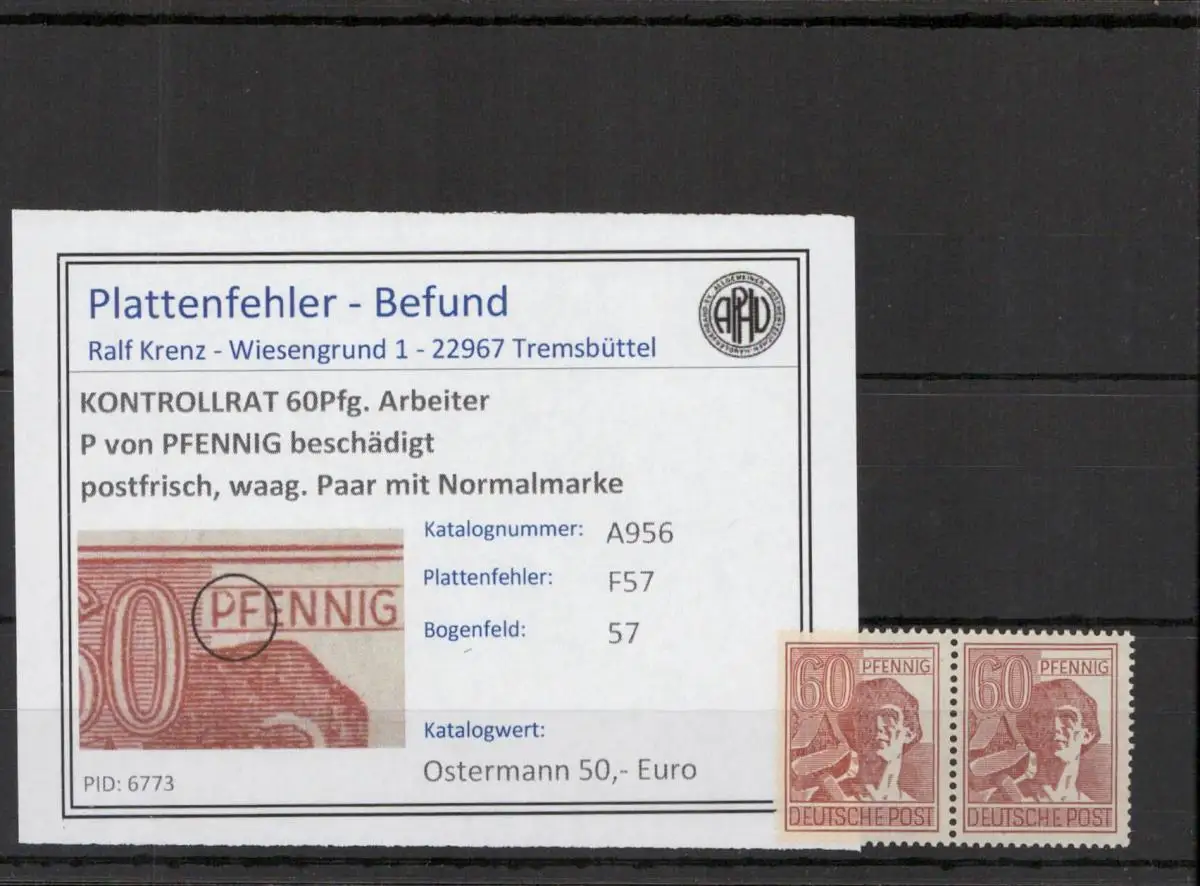 Plattenfehler - Befund
Ralf Krenz - Wiesengrund 1 - 22967 Tremsbüttel
APHV
KONTROLLRAT 60Pfg. Arbeiter
P von PFENNIG beschädigt
postfrisch, waag. Paar mit Normalmarke
60 PFENNIG
Katalognummer: A956
Plattenfehler: F57
Bogenfeld: 57
Katalogwert:
Ostermann 50,- Euro
PID: 6773
60 PFENNIG
DEUTSCHE POST
60 PFENNIG
DEUTSCHE POST